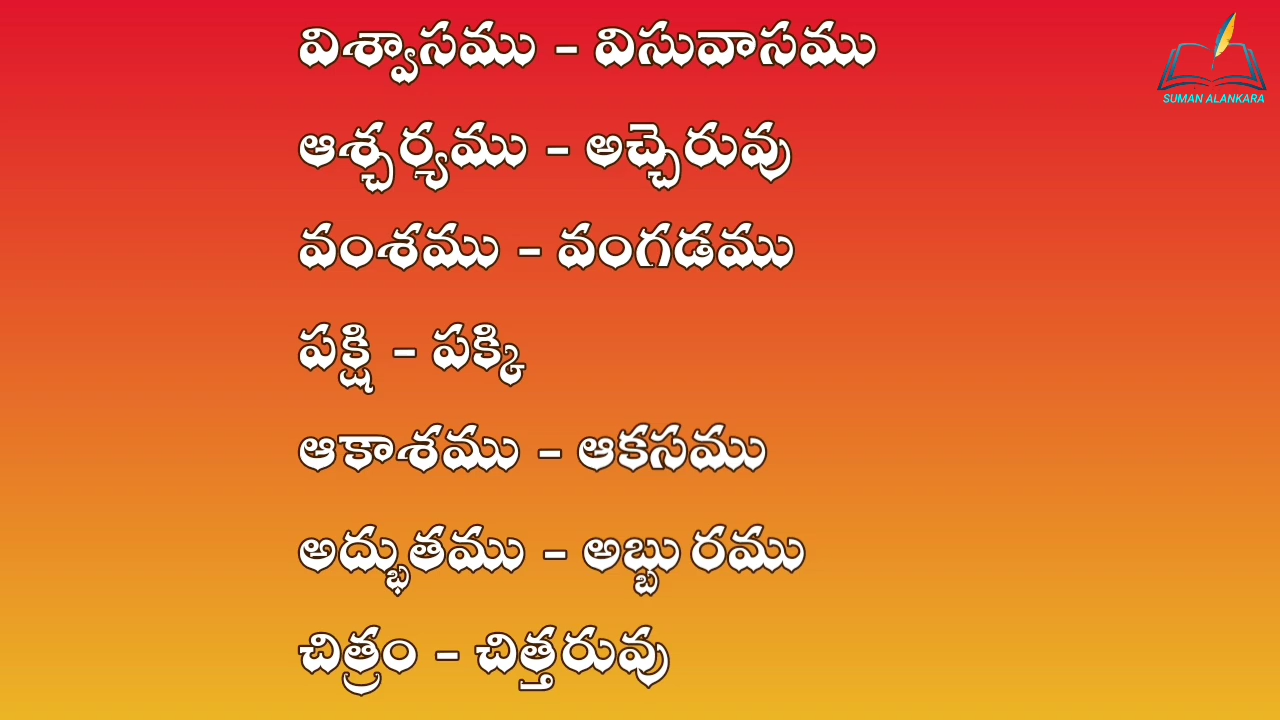 విశ్వాసము - విసువాసము
SUMAN ALANKARA
ఆశ్చర్యము - అచ్చెరువు
వంశము - వంగడము
పక్షి - పక్కి
ఆకాశము - ఆకసము
అద్భుతము - అబ్బురము
చిత్రం - చిత్తరువు